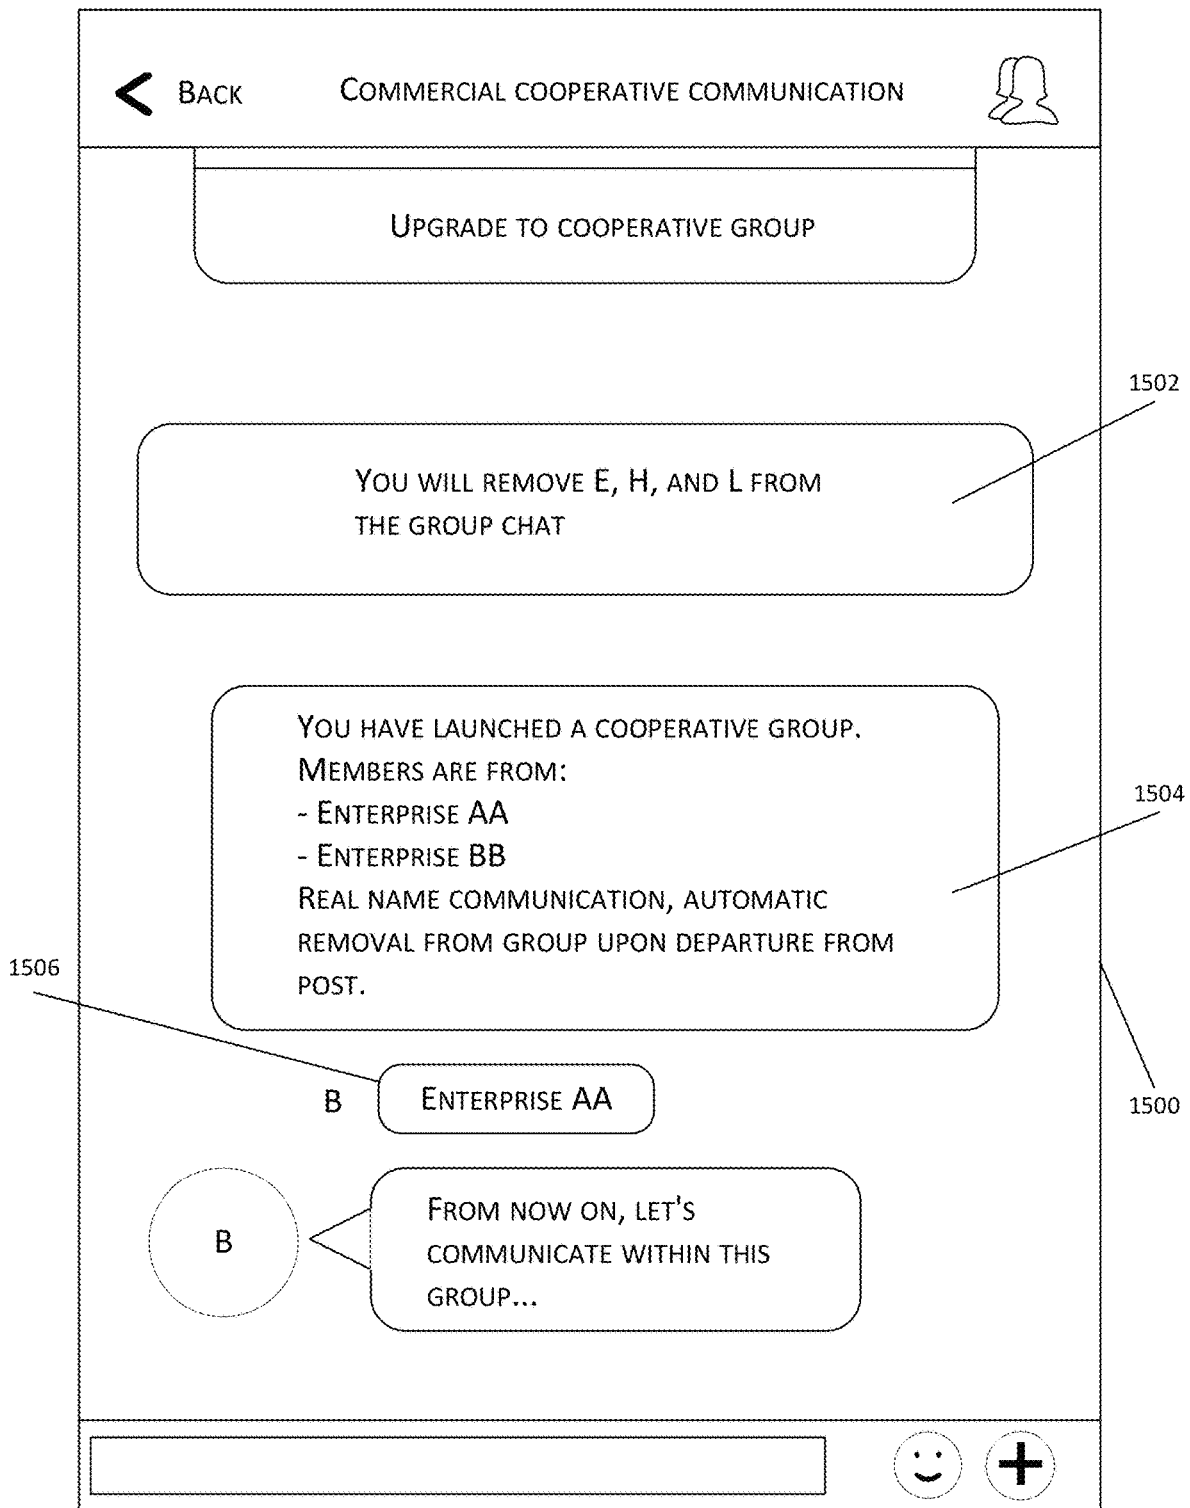 Back
Commercial cooperative communication
Upgrade to cooperative group
1502
You will remove E, H, and L from
the group chat
You have launched a cooperative group.
Members are from:
- Enterprise AA
- Enterprise BB
Real name communication, automatic
removal from group upon departure from
post.
1504
1506
1500
B
Enterprise AA
B
From now on, let's
communicate within this
group...